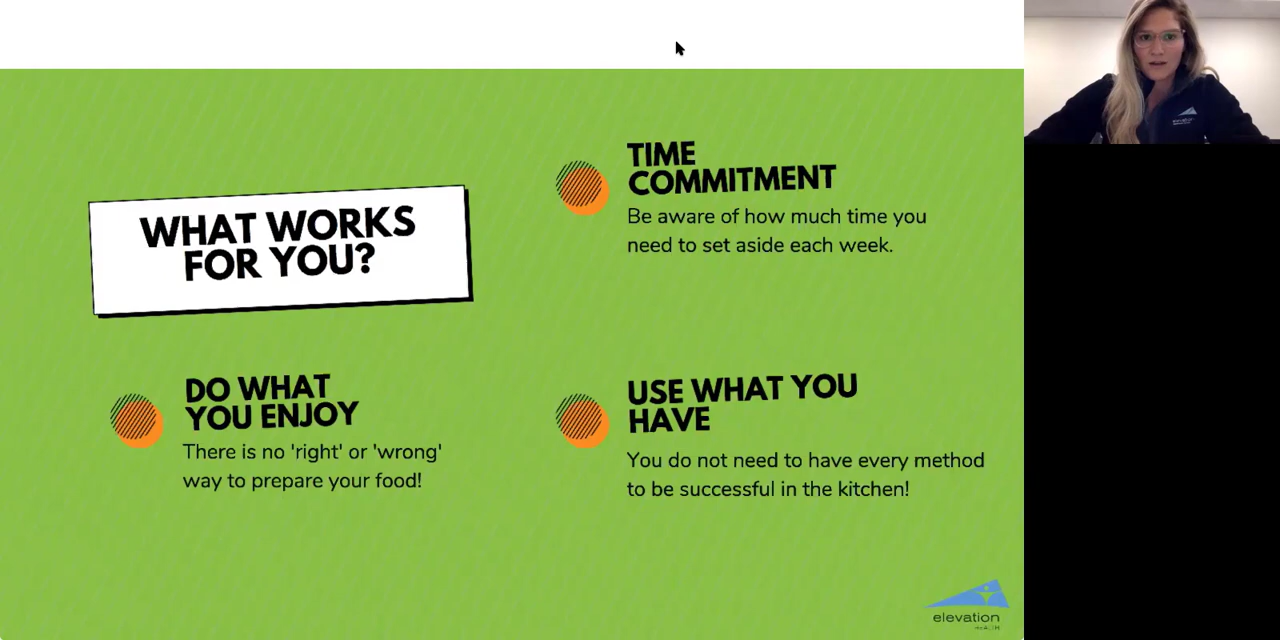 WHAT WORKS
FOR YOU?
TIME
COMMITMENT
Be aware of how much time you
need to set aside each week.
DO WHAT
YOU ENJOY
There is no 'right' or 'wrong'
way to prepare your food!
USE WHAT YOU
HAVE
You do not need to have every method
to be successful in the kitchen!
elevation